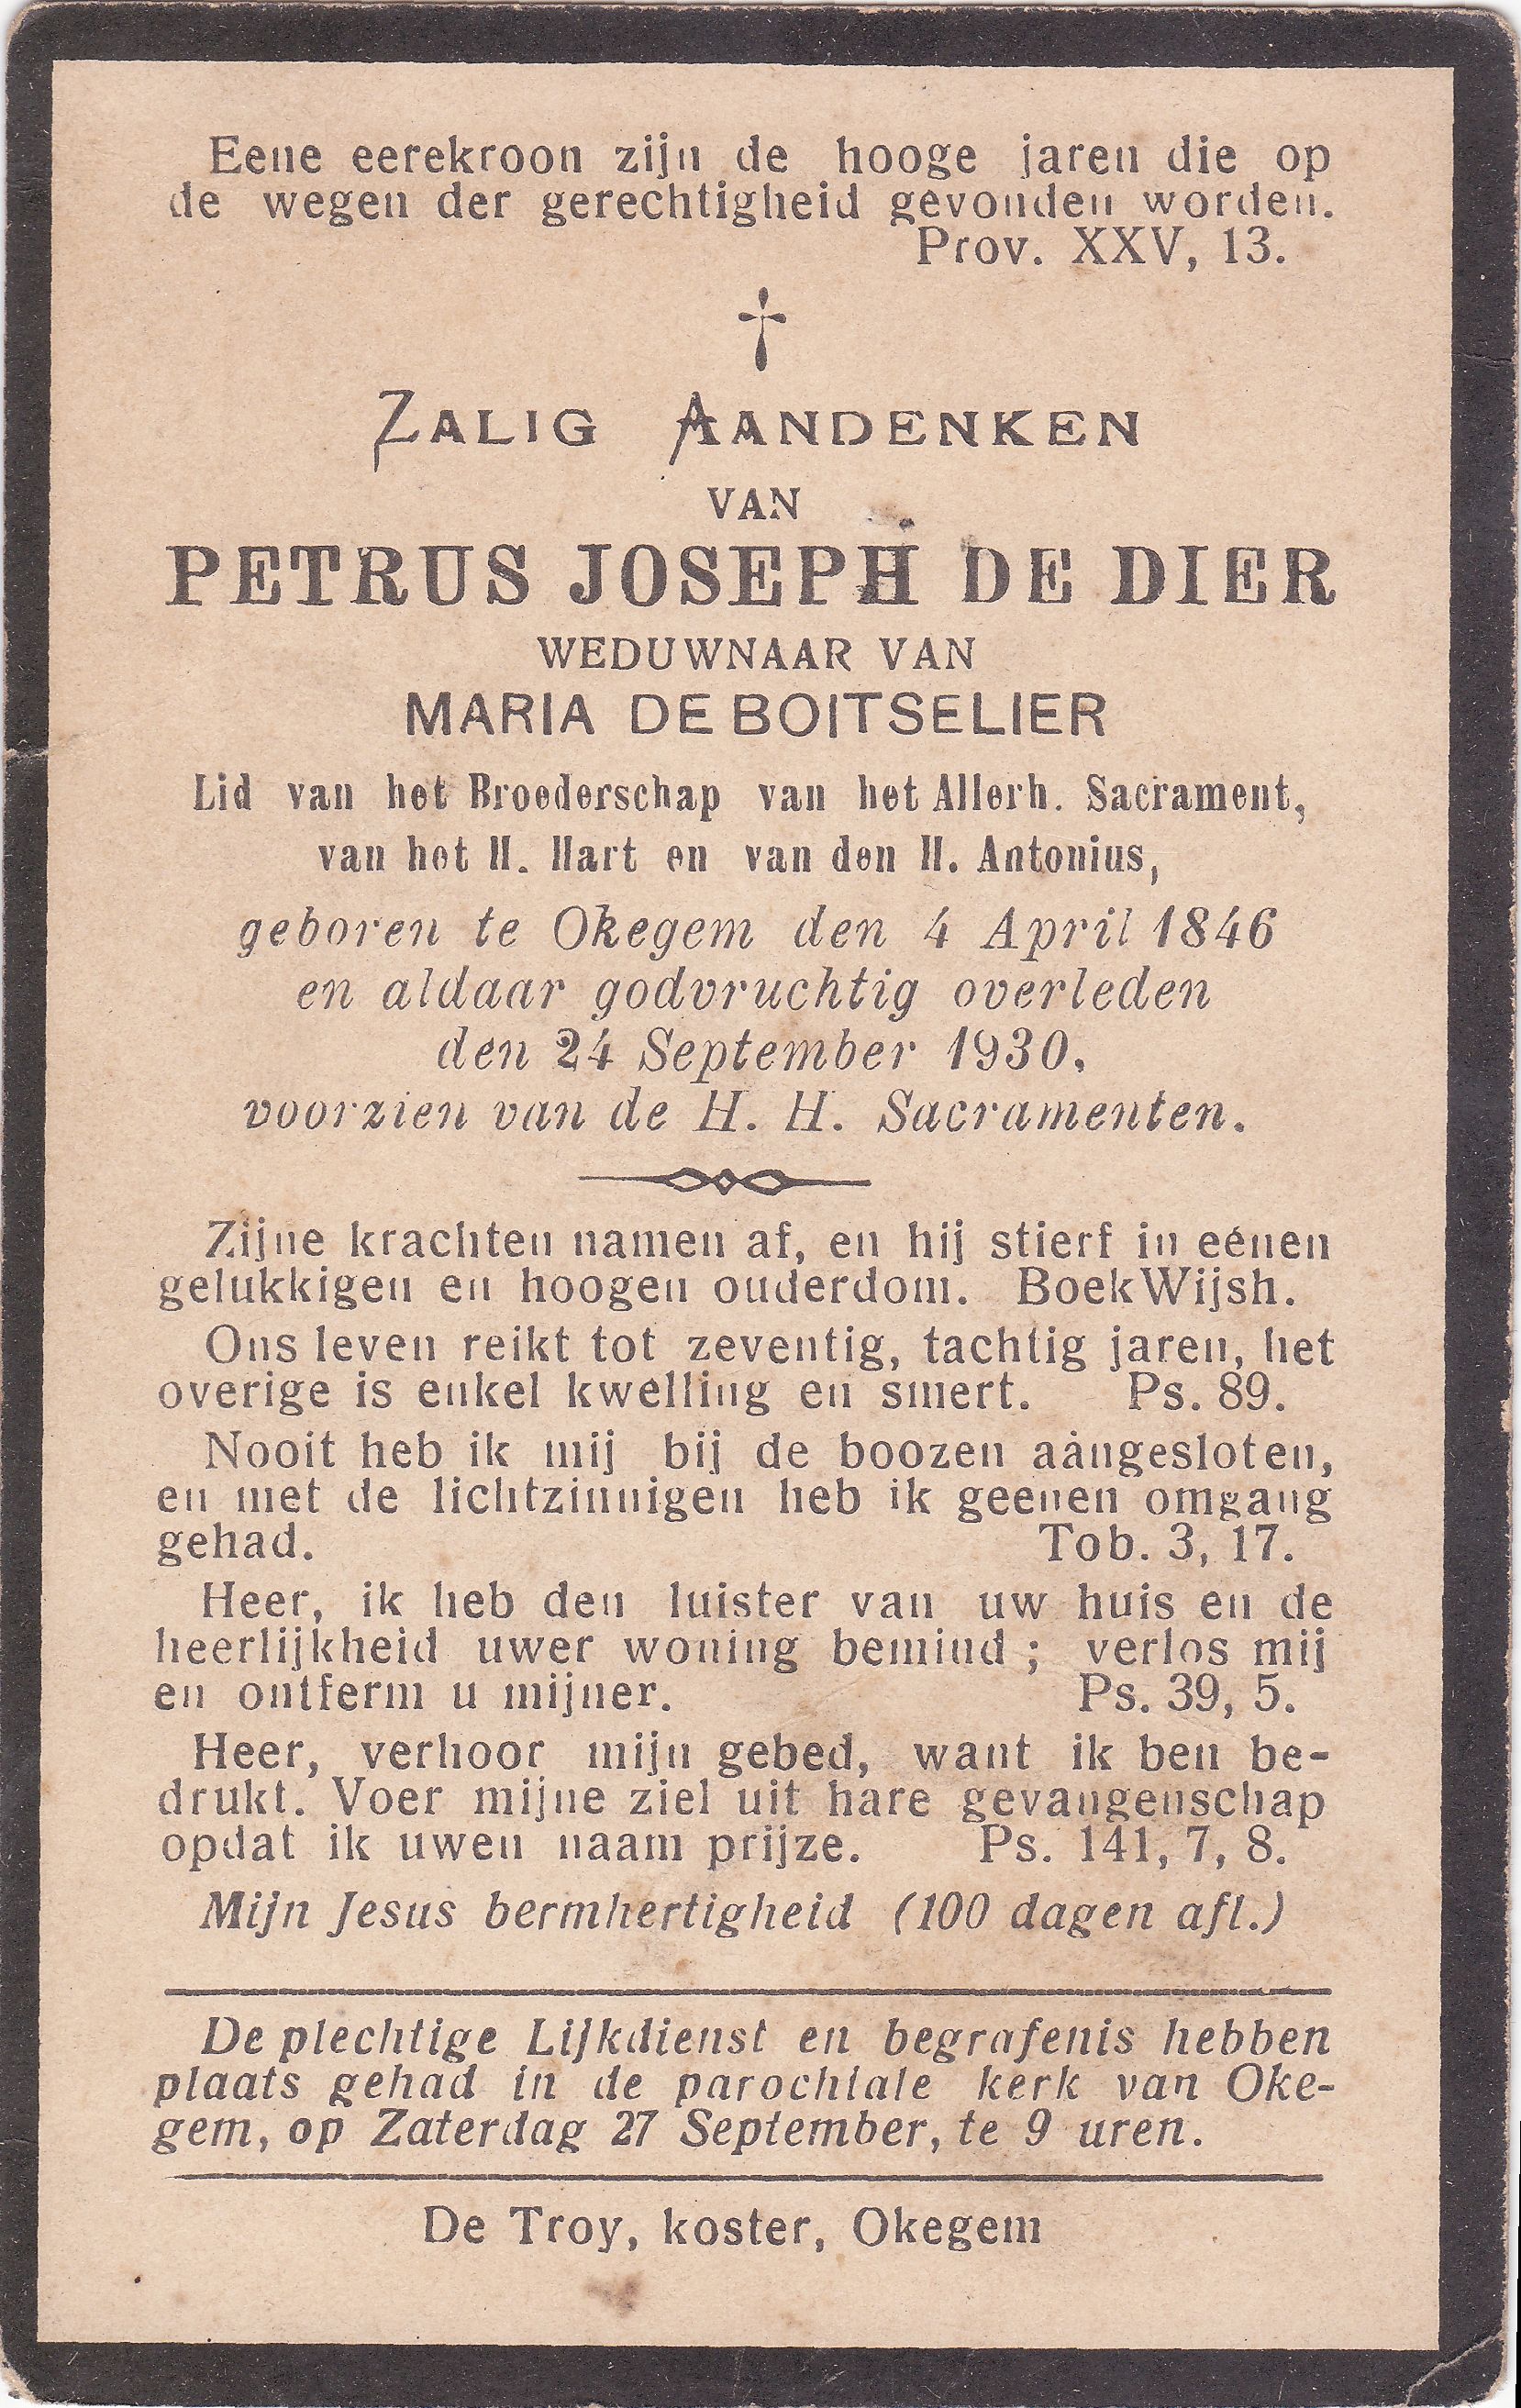 Eene eerekroon zijn de hooge jaren die op
de wegen der gerechtigheid gevonden worden.
Prov. XXV, 13.
ZALIG AANDENKEN
VAN
PETRUS JOSEPH DE DIER
WEDUWNAAR VAN
MARIA DE BOITSELIER
Lid van het Broederschap van het Allerh. Sacrament,
van het H. Hart en van den H. Antonius,
geboren te Okegem den 4 April 1846
en aldaar godvruchtig overleden
den 24 September 1930,
voorzien van de H. H. Sacramenten.
Zijne krachten namen af, en hij stierf in eenen
gelukkigen en hoogen ouderdom. Boek Wijsh.
Ons leven reikt tot zeventig, tachtig jaren, het
overige is enkel kwelling en smert. Ps. 89.
Nooit heb ik mij bij de boozen aangesloten,
en met de lichtzinnigen heb ik geenen omgang
gehad. Tob. 3, 17.
Heer, ik heb den luister van uw huis en de
heerlijkheid uwer woning bemind ; verlos mij
en ontferm u mijner. Ps. 39, 5.
Heer, verhoor mijn gebed, want ik ben be-
drukt. Voer mijne ziel uit hare gevangenschap
opdat ik uwen naam prijze. Ps. 141, 7, 8.
Mijn Jesus bermhertigheid (100 dagen afl.)
De plechtige Lijkdienst en begrafenis hebben
plaats gehad in de parochiale kerk van Oke-
gem, op Zaterdag 27 September, te 9 uren.
De Troy, koster, Okegem